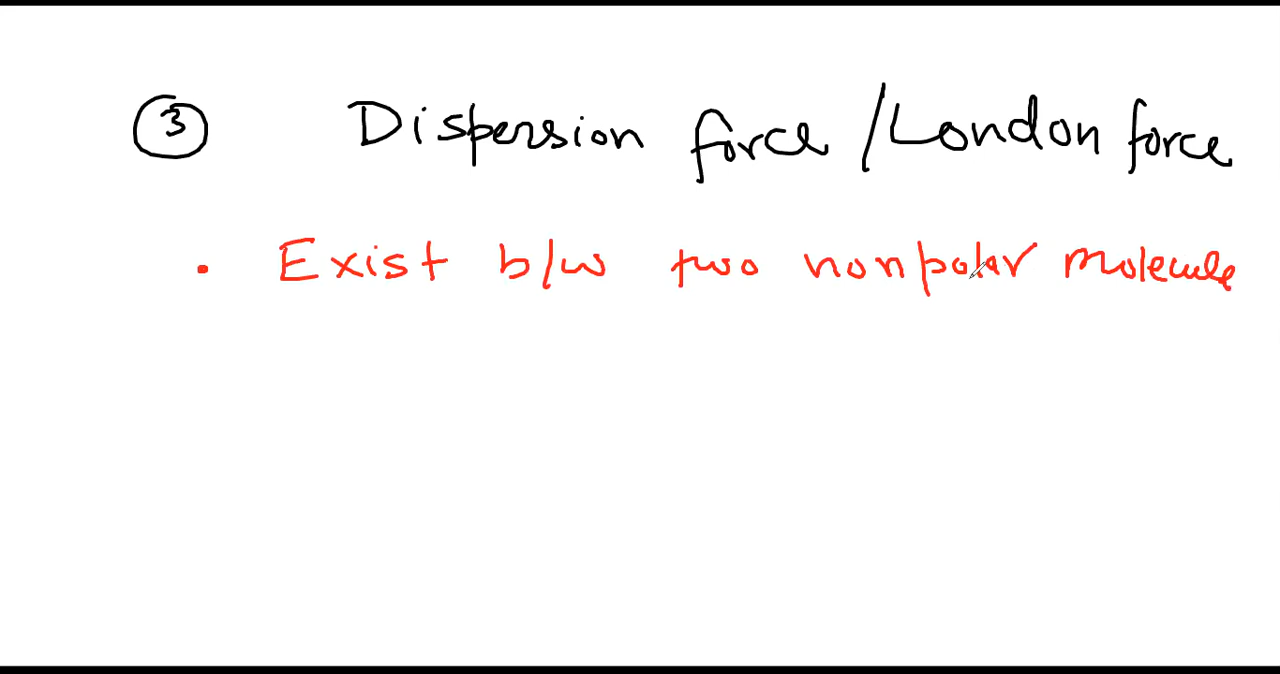 ③ Dispersion force / London force
. Exist b/w two nonpolar molecule